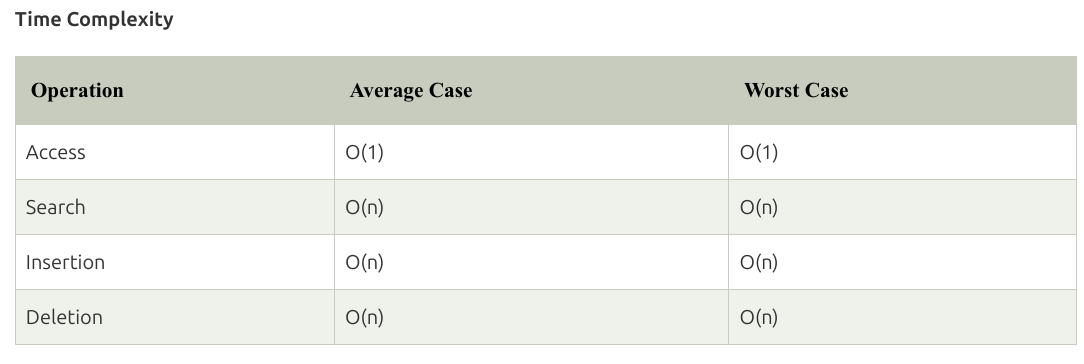 Time Complexity
Operation Average Case Worst Case
Access O(1) O(1)
Search O(n) O(n)
Insertion O(n) O(n)
Deletion O(n) O(n)